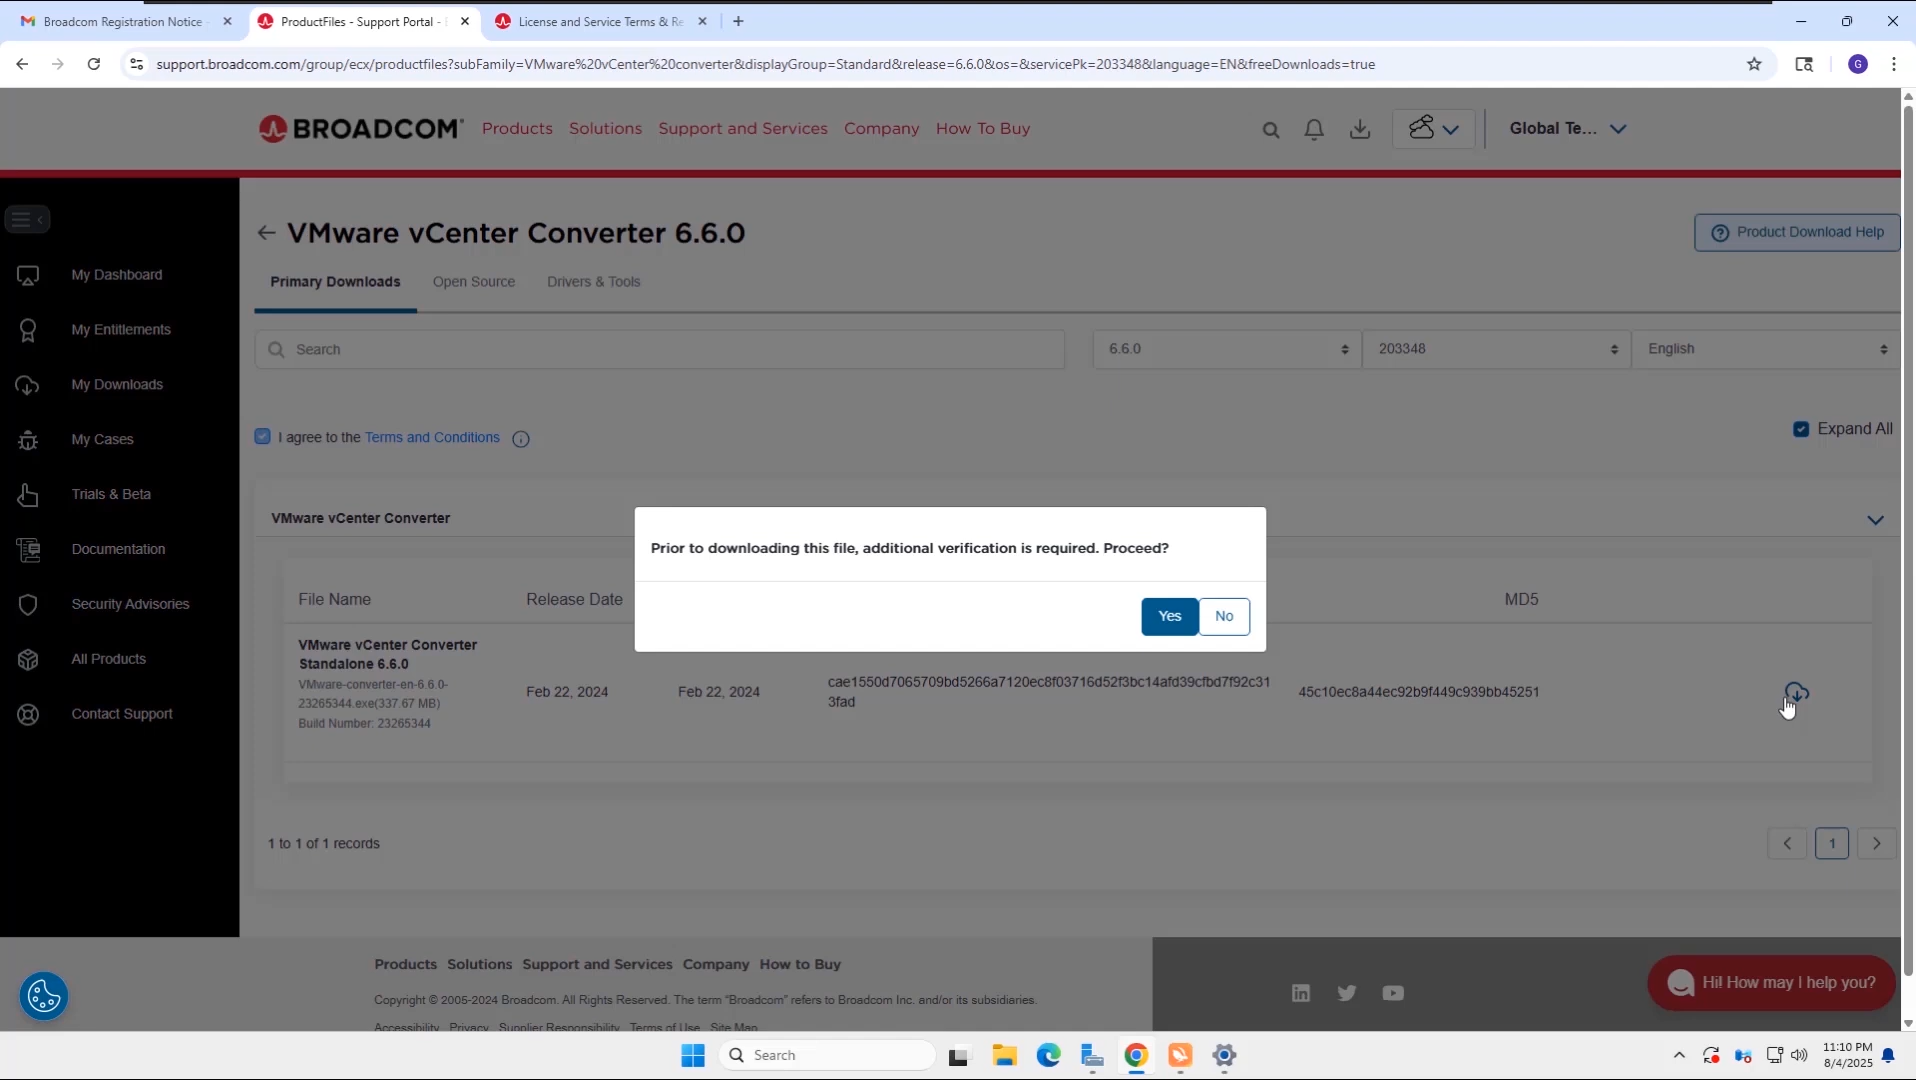 Broadcom Registration Notice
ProductFiles - Support Portal -
License and Service Terms & Re
support.broadcom.com/group/ecx/productfiles?subFamily=VMware%20vCenter%20converter&displayGroup=Standard&release=6.6.0&os=&servicePk=203348&language=EN&freeDownloads=true
G
BROADCOM
Products
Solutions
Support and Services
Company
How To Buy
Global Te...
VMware vCenter Converter 6.6.0
Product Download Help
My Dashboard
My Entitlements
My Downloads
My Cases
Trials & Beta
Documentation
Security Advisories
All Products
Contact Support
Primary Downloads
Open Source
Drivers & Tools
Search
6.6.0
203348
English
I agree to the Terms and Conditions
Expand All
VMware vCenter Converter
Prior to downloading this file, additional verification is required. Proceed?
Yes
No
File Name
Release Date
MD5
VMware vCenter Converter
Standalone 6.6.0
VMware-converter-en-6.6.0-
23265344.exe(337.67 MB)
Build Number: 23265344
Feb 22, 2024
Feb 22, 2024
cae1550d7065709bd5266a7120ec8f03716d52f3bc14afd39cfbd7f92c31
3fad
45c10ec8a44ec92b9f449c939bb45251
1 to 1 of 1 records
1
Products Solutions Support and Services Company How to Buy
Copyright © 2005-2024 Broadcom. All Rights Reserved. The term "Broadcom" refers to Broadcom Inc. and/or its subsidiaries.
Accessibility Privacy Supplier Responsibility Terms of Use Site Map
Hi! How may I help you?
Search
11:10 PM
8/4/2025